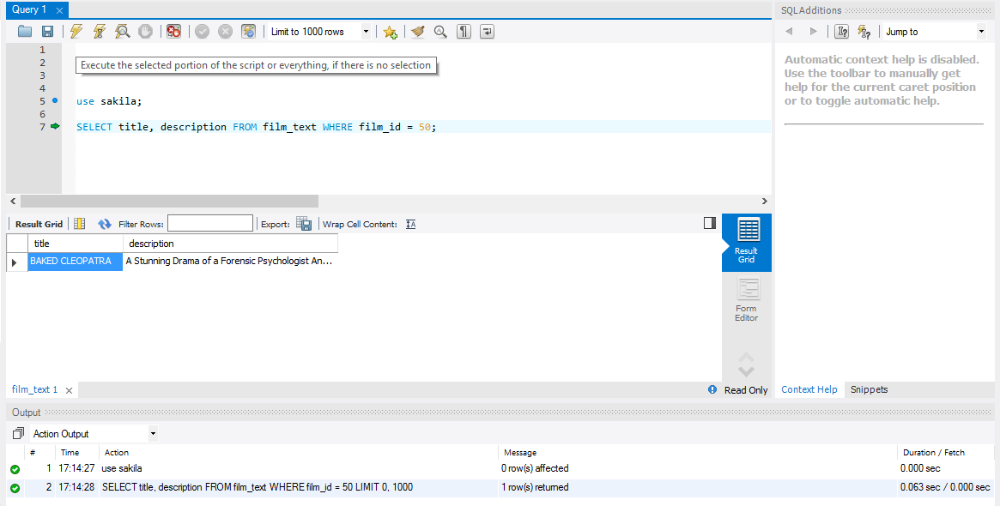 Query 1
SQLAdditions
Limit to 1000 rows
Jump to
1
2
Execute the selected portion of the script or everything, if there is no selection
3
4
5 use sakila;
6
7 SELECT title, description FROM film_text WHERE film_id = 50;
Automatic context help is disabled.
Use the toolbar to manually get
help for the current caret position
or to toggle automatic help.
Result Grid Filter Rows: Export: Wrap Cell Content:
title description
BAKED CLEOPATRA A Stunning Drama of a Forensic Psychologist An...
Result
Grid
Form
Editor
film_text 1
Read Only
Context Help Snippets
Output
Action Output
# Time Action Message Duration / Fetch
1 17:14:27 use sakila 0 row(s) affected 0.000 sec
2 17:14:28 SELECT title, description FROM film_text WHERE film_id = 50 LIMIT 0, 1000 1 row(s) returned 0.063 sec / 0.000 sec